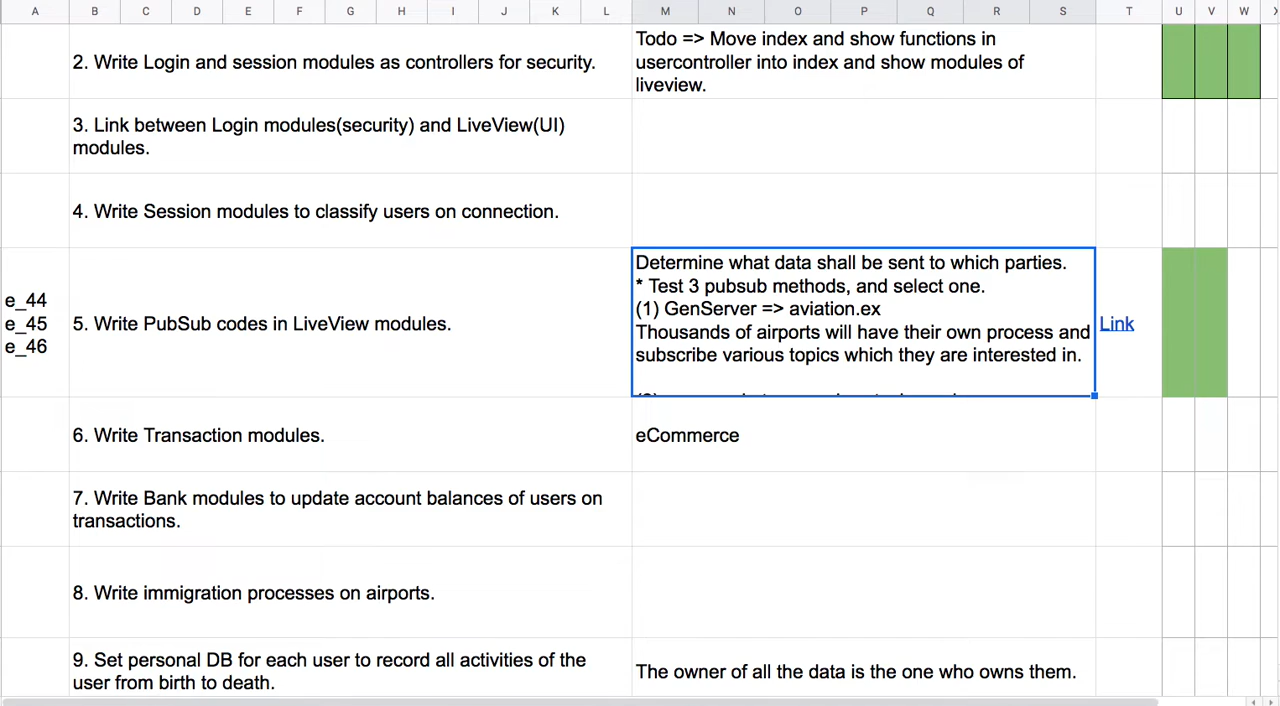 A B C D E F G H I J K L M N O P Q R S T U V W
2. Write Login and session modules as controllers for security.
Todo => Move index and show functions in
usercontroller into index and show modules of
liveview.
3. Link between Login modules(security) and LiveView(UI)
modules.
4. Write Session modules to classify users on connection.
e_44
e_45
e_46
5. Write PubSub codes in LiveView modules.
Determine what data shall be sent to which parties.
* Test 3 pubsub methods, and select one.
(1) GenServer => aviation.ex
Thousands of airports will have their own process and
subscribe various topics which they are interested in.
Link
6. Write Transaction modules.
eCommerce
7. Write Bank modules to update account balances of users on
transactions.
8. Write immigration processes on airports.
9. Set personal DB for each user to record all activities of the
user from birth to death.
The owner of all the data is the one who owns them.